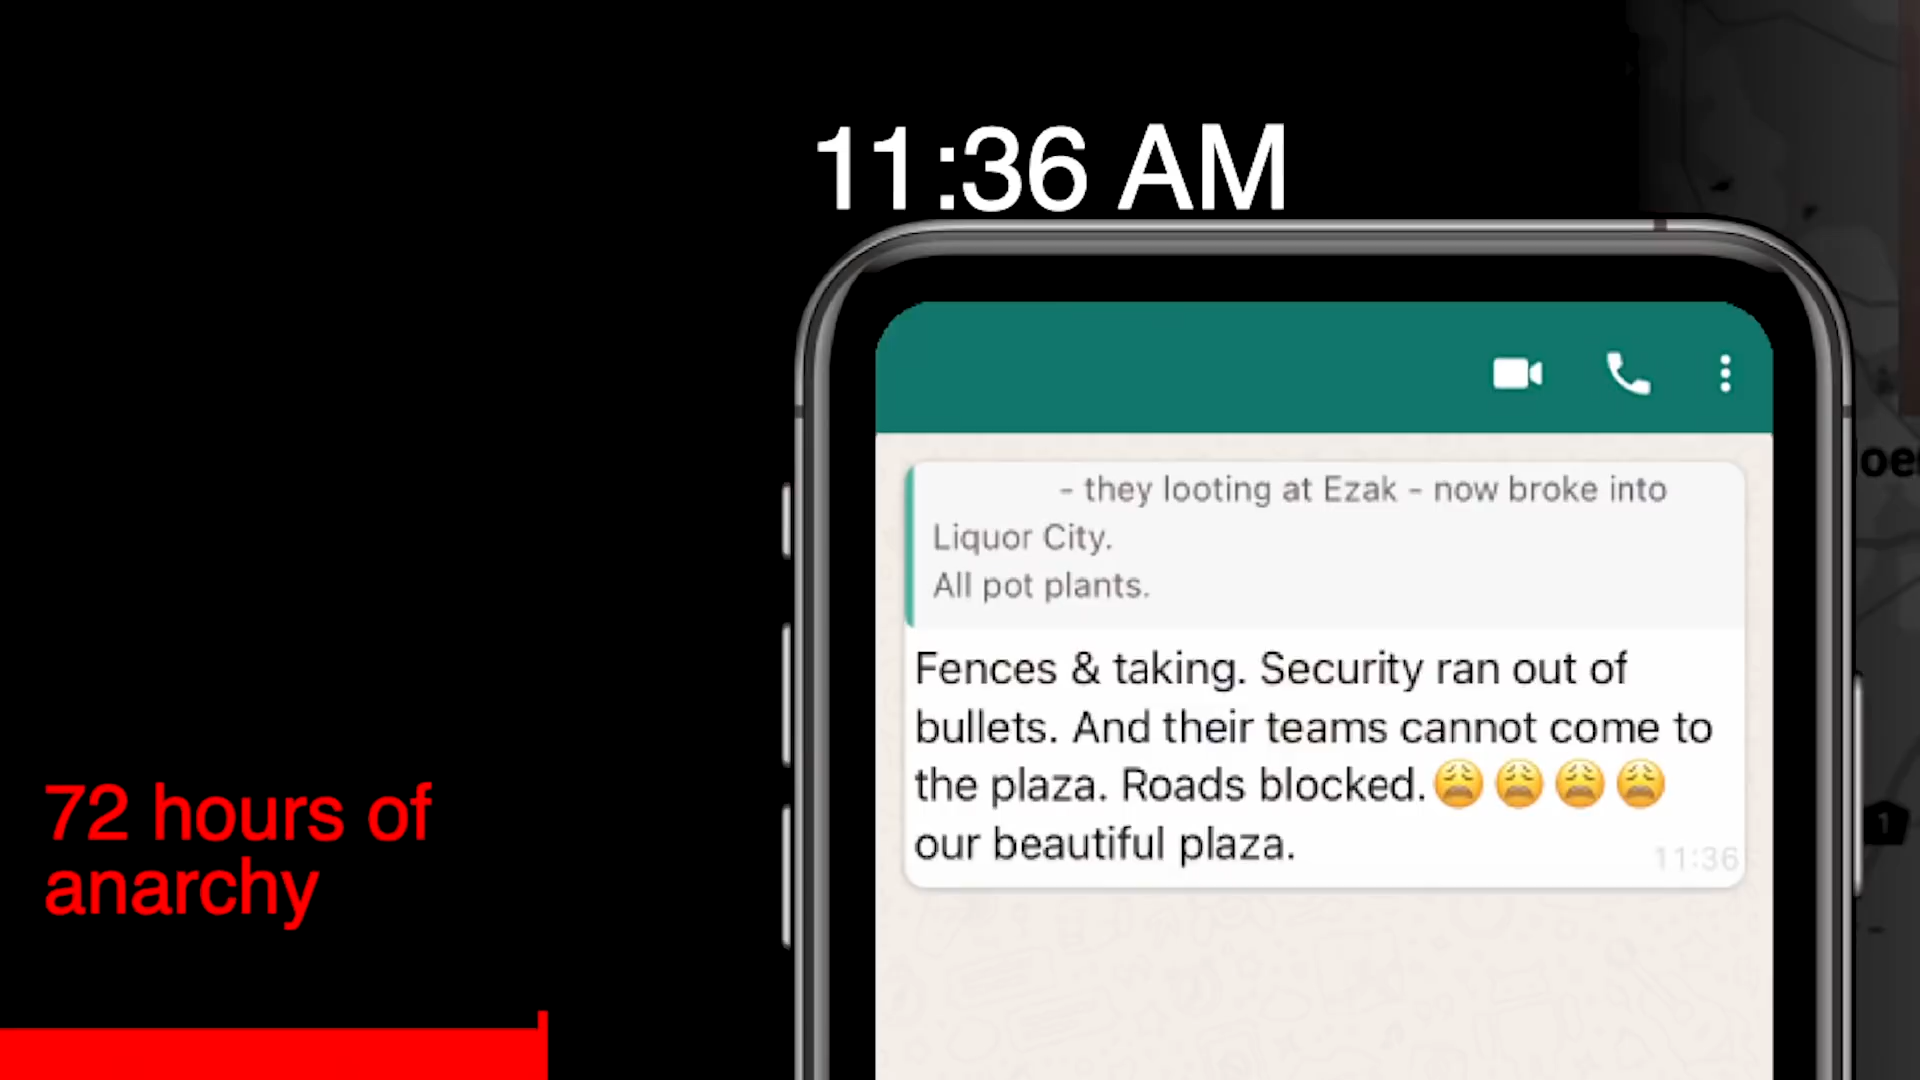 11:36 AM
- they looting at Ezak - now broke into
Liquor City.
All pot plants.
Fences & taking. Security ran out of
bullets. And their teams cannot come to
the plaza. Roads blocked.😩😩😩😩
our beautiful plaza.
11:36
72 hours of
anarchy
oe
1